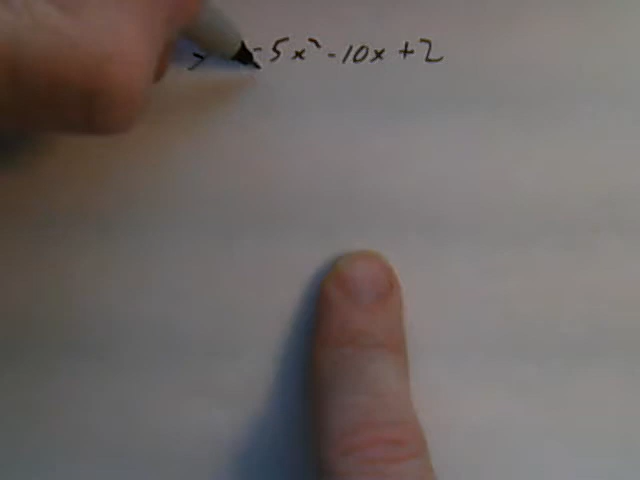 y = -5x² - 10x + 2